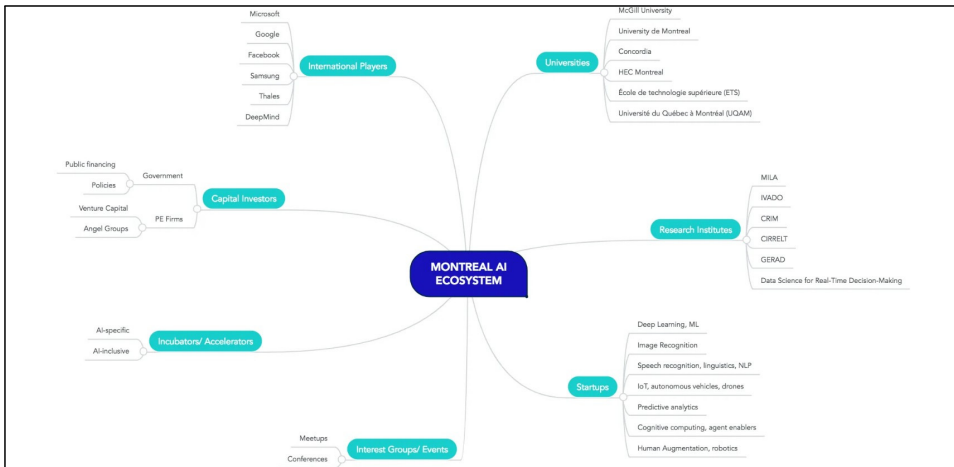 MONTREAL AI
ECOSYSTEM
International Players
Microsoft
Google
Facebook
Samsung
Thales
DeepMind
Capital Investors
Government
Public financing
Policies
PE Firms
Venture Capital
Angel Groups
Incubators/ Accelerators
AI-specific
AI-inclusive
Interest Groups/ Events
Meetups
Conferences
Universities
McGill University
University de Montreal
Concordia
HEC Montreal
École de technologie supérieure (ETS)
Université du Québec à Montréal (UQAM)
Research Institutes
MILA
IVADO
CRIM
CIRRELT
GERAD
Data Science for Real-Time Decision-Making
Startups
Deep Learning, ML
Image Recognition
Speech recognition, linguistics, NLP
IoT, autonomous vehicles, drones
Predictive analytics
Cognitive computing, agent enablers
Human Augmentation, robotics